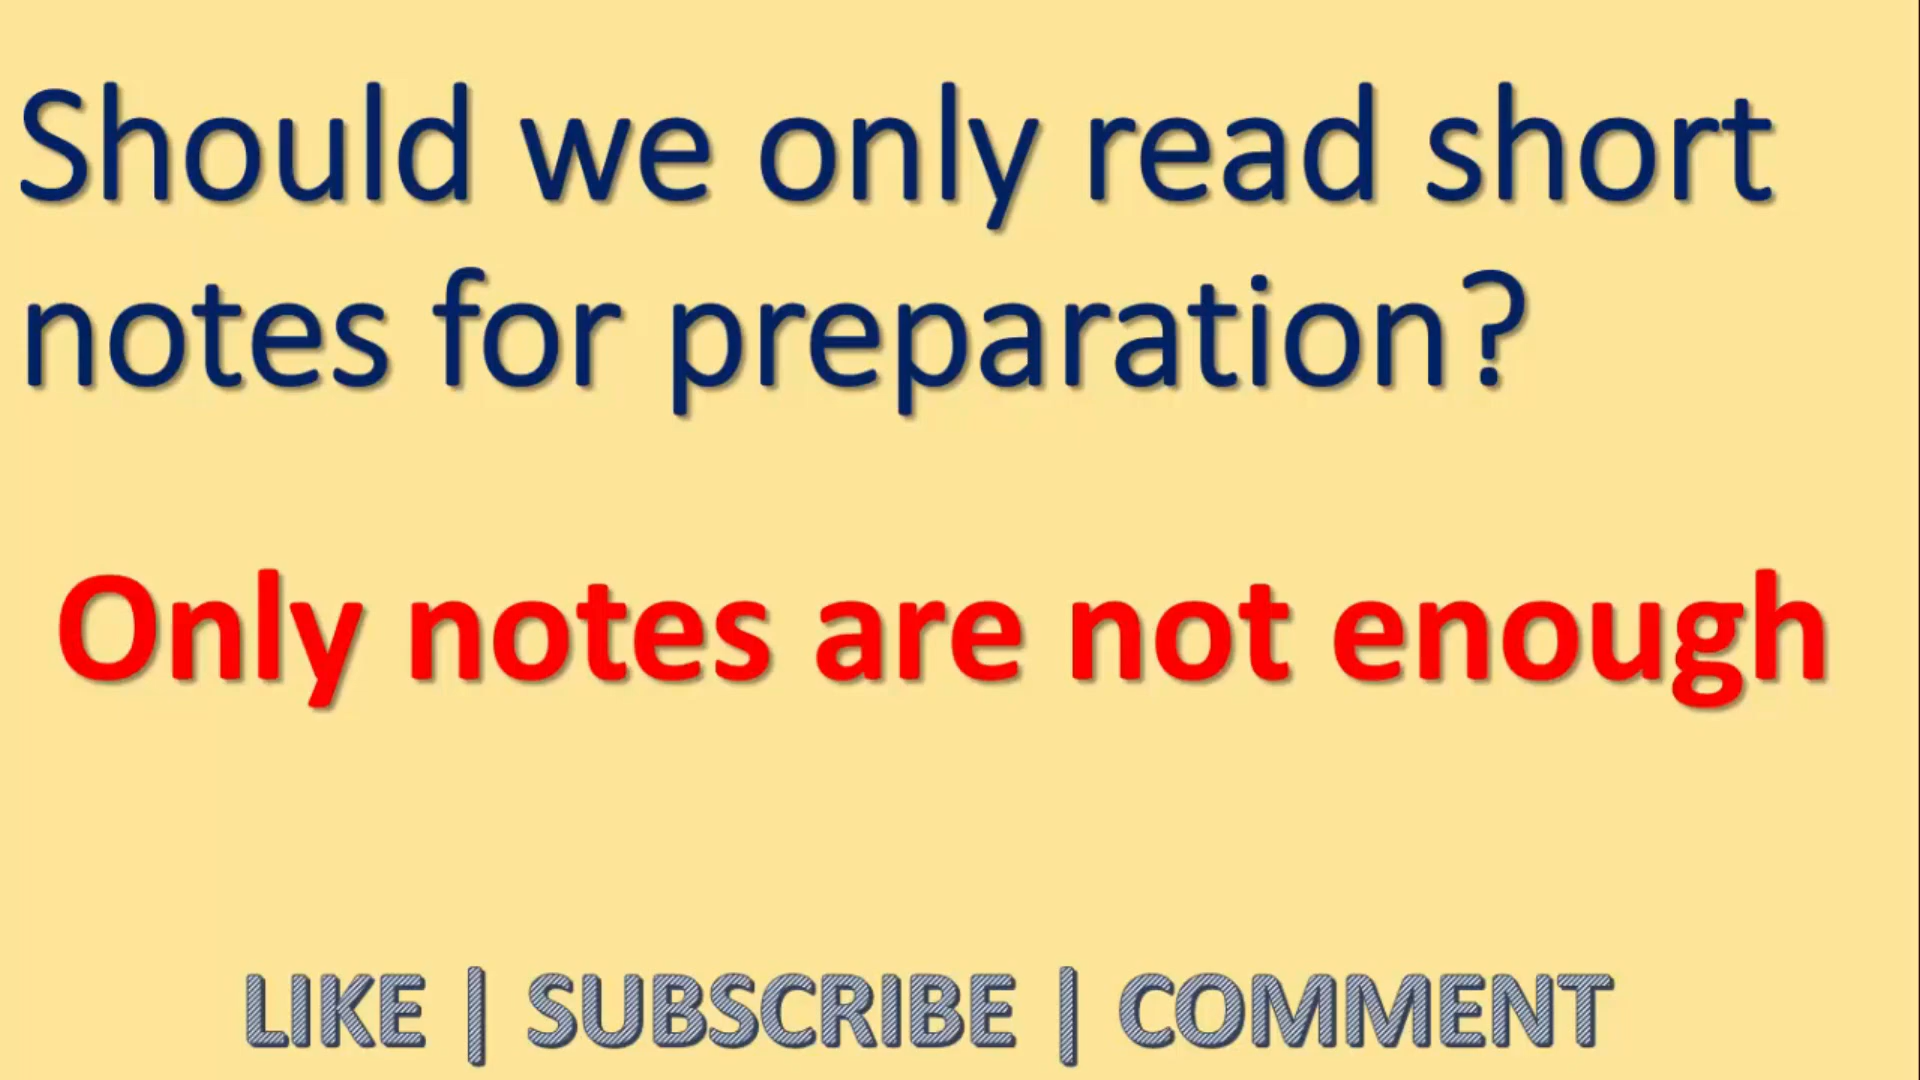 Should we only read short
notes for preparation?
Only notes are not enough
LIKE | SUBSCRIBE | COMMENT